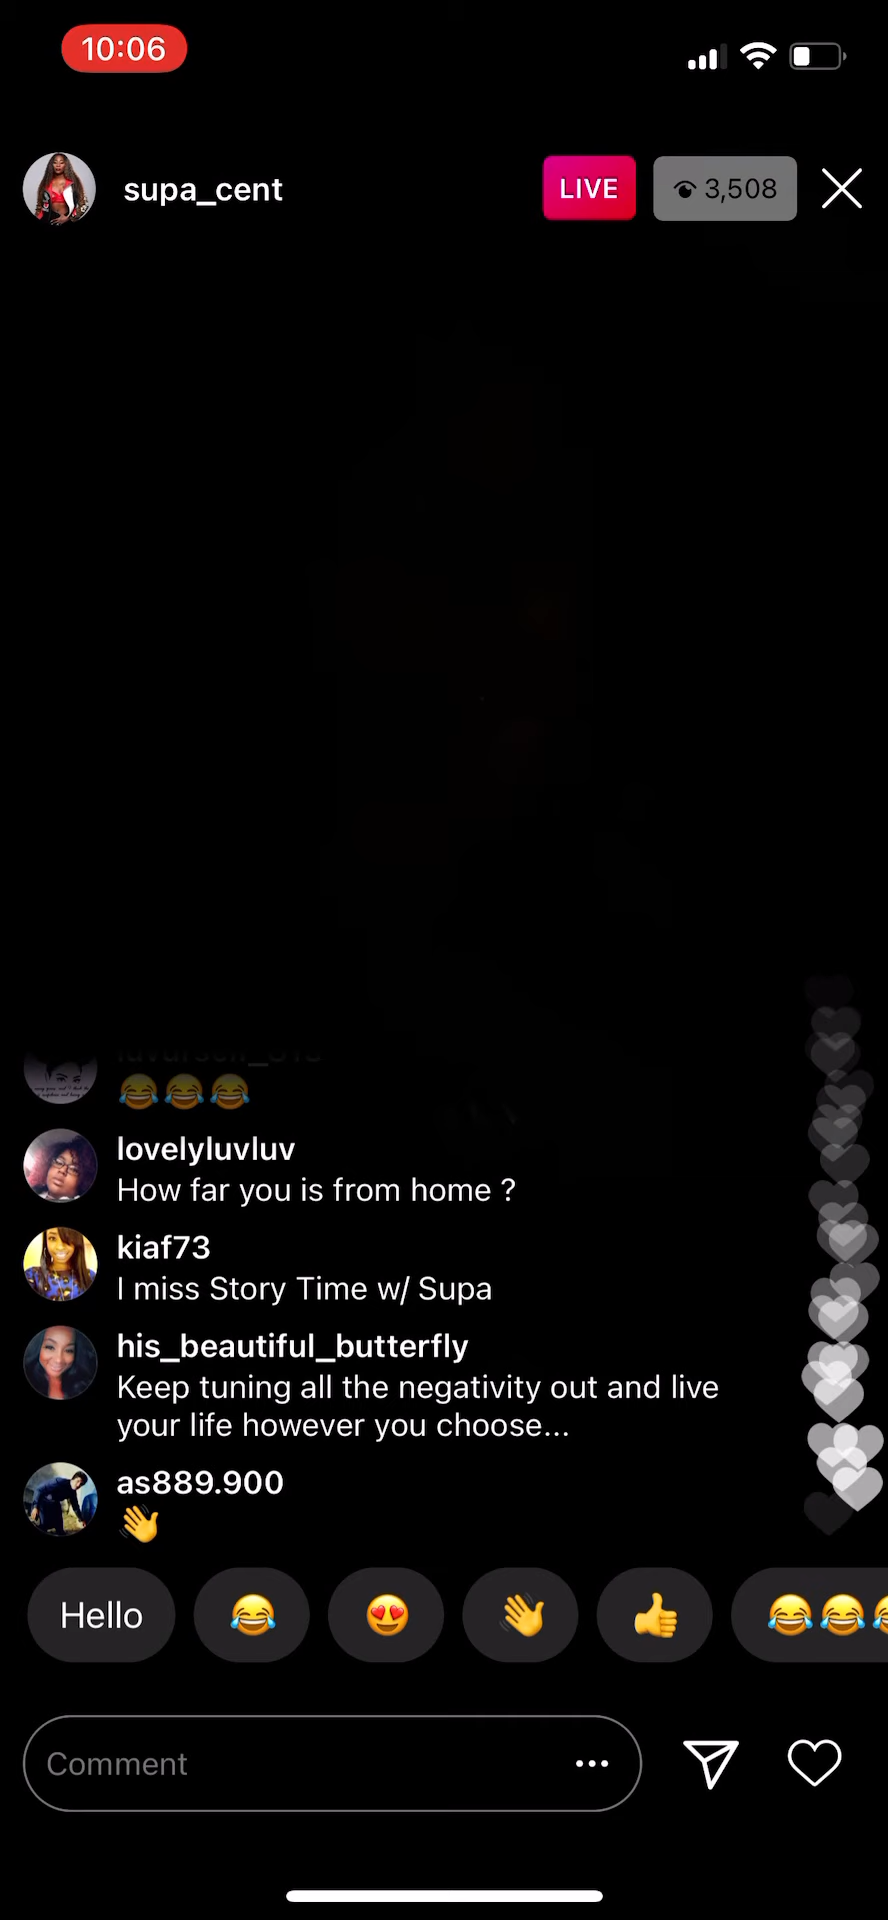 10:06
supa_cent
LIVE
3,508
😂😂😂
lovelyluvluv
How far you is from home ?
kiaf73
I miss Story Time w/ Supa
his_beautiful_butterfly
Keep tuning all the negativity out and live
your life however you choose...
as889.900
👋
Hello 😂 😍 👋 👍 😂😂
Comment